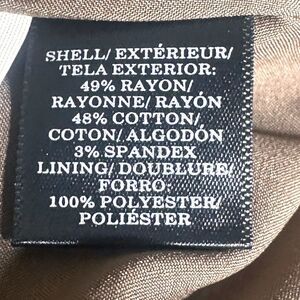 SHELL/ EXTÉRIEUR/
TELA EXTERIOR:
49% RAYON/
RAYONNE/ RAYÓN
48% COTTON/
COTON/ ALGODÓN
3% SPANDEX
LINING/ DOUBLURE/
FORRO:
100% POLYESTER/
POLIÉSTER